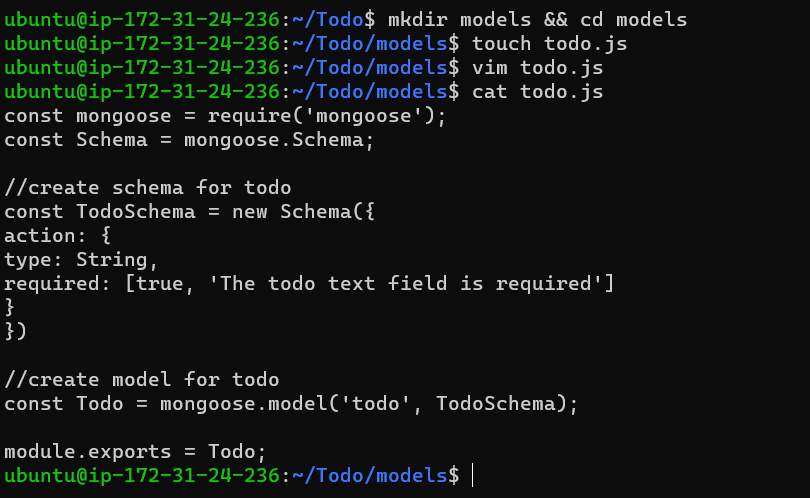 ubuntu@ip-172-31-24-236:~/Todo$ mkdir models && cd models
ubuntu@ip-172-31-24-236:~/Todo/models$ touch todo.js
ubuntu@ip-172-31-24-236:~/Todo/models$ vim todo.js
ubuntu@ip-172-31-24-236:~/Todo/models$ cat todo.js
const mongoose = require('mongoose');
const Schema = mongoose.Schema;

//create schema for todo
const TodoSchema = new Schema({
action: {
type: String,
required: [true, 'The todo text field is required']
}
})

//create model for todo
const Todo = mongoose.model('todo', TodoSchema);

module.exports = Todo;
ubuntu@ip-172-31-24-236:~/Todo/models$